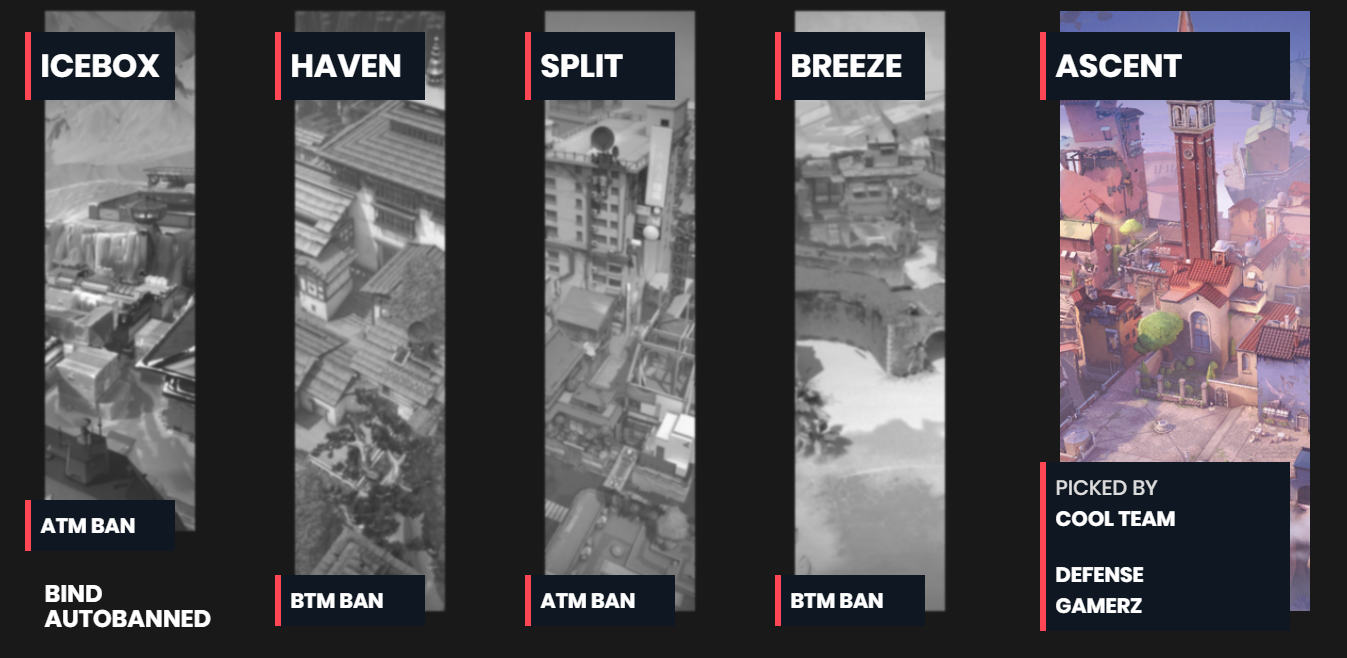 ICEBOX
ATM BAN
BIND
AUTOBANNED
HAVEN
BTM BAN
SPLIT
ATM BAN
BREEZE
BTM BAN
ASCENT
PICKED BY
COOL TEAM
DEFENSE
GAMERZ